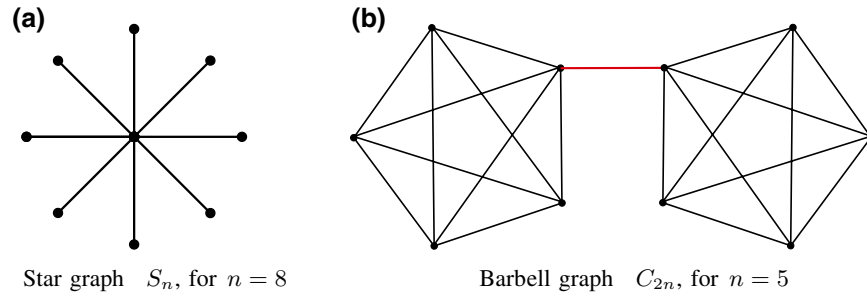 (a)
(b)
Star graph S_n, for n = 8
Barbell graph C_{2n}, for n = 5